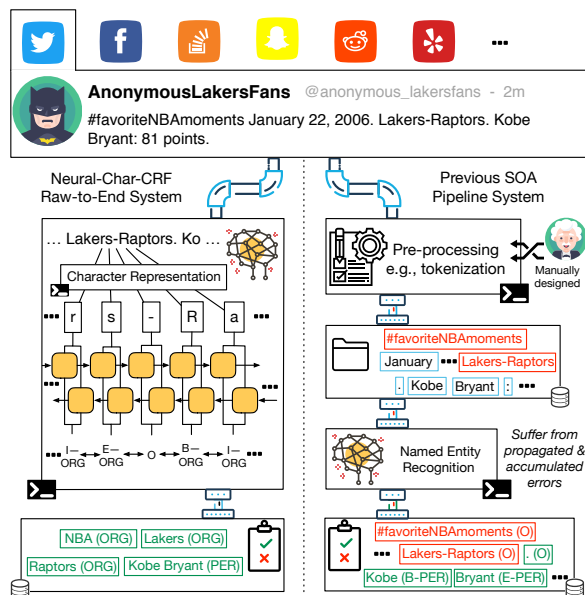 AnonymousLakersFans @anonymous_lakersfans - 2m
#favoriteNBAmoments January 22, 2006. Lakers-Raptors. Kobe
Bryant: 81 points.
Neural-Char-CRF
Raw-to-End System
... Lakers-Raptors. Ko ...
Character Representation
r s - R a
I—
ORG
E—
ORG
O
B—
ORG
I—
ORG
NBA (ORG) Lakers (ORG)
Raptors (ORG) Kobe Bryant (PER)
Previous SOA
Pipeline System
Pre-processing
e.g., tokenization
Manually
designed
#favoriteNBAmoments
January ... Lakers-Raptors
. Kobe Bryant : ...
Named Entity
Recognition
Suffer from
propagated &
accumulated
errors
#favoriteNBAmoments (O)
... Lakers-Raptors (O) . (O)
Kobe (B-PER) Bryant (E-PER) ...